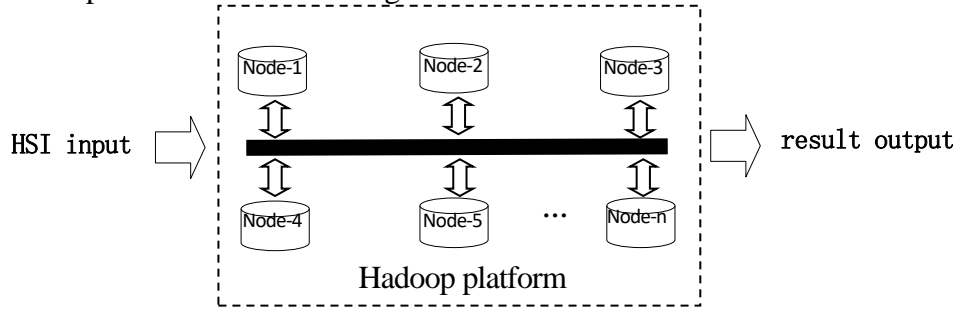 Node-1 Node-2 Node-3
HSI input result output
Node-4 Node-5 ... Node-n
Hadoop platform